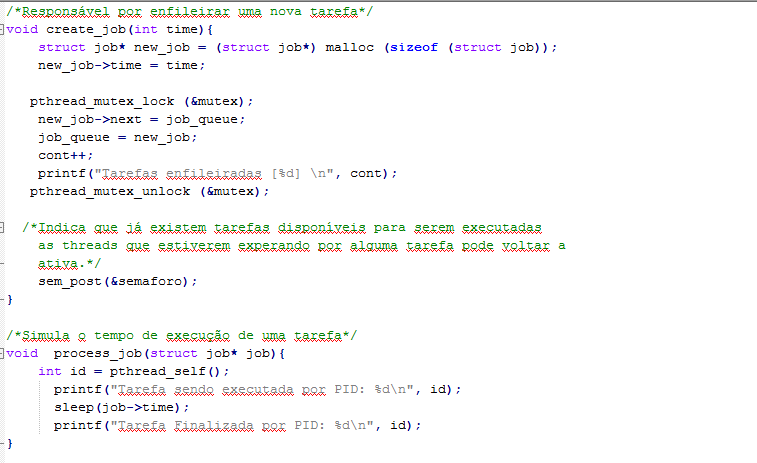 /*Responsável por enfileirar uma nova tarefa*/
void create_job(int time){
struct job* new_job = (struct job*) malloc (sizeof (struct job));
new_job->time = time;
pthread_mutex_lock (&mutex);
new_job->next = job_queue;
job_queue = new_job;
cont++;
printf("Tarefas enfileiradas [%d] \n", cont);
pthread_mutex_unlock (&mutex);
/*Indica que já existem tarefas disponíveis para serem executadas
as threads que estiverem experando por alguma tarefa pode voltar a
ativa.*/
sem_post(&semaforo);
}
/*Simula o tempo de execução de uma tarefa*/
void  process_job(struct job* job){
int id = pthread_self();
printf("Tarefa sendo executada por PID: %d\n", id);
sleep(job->time);
printf("Tarefa Finalizada por PID: %d\n", id);
}